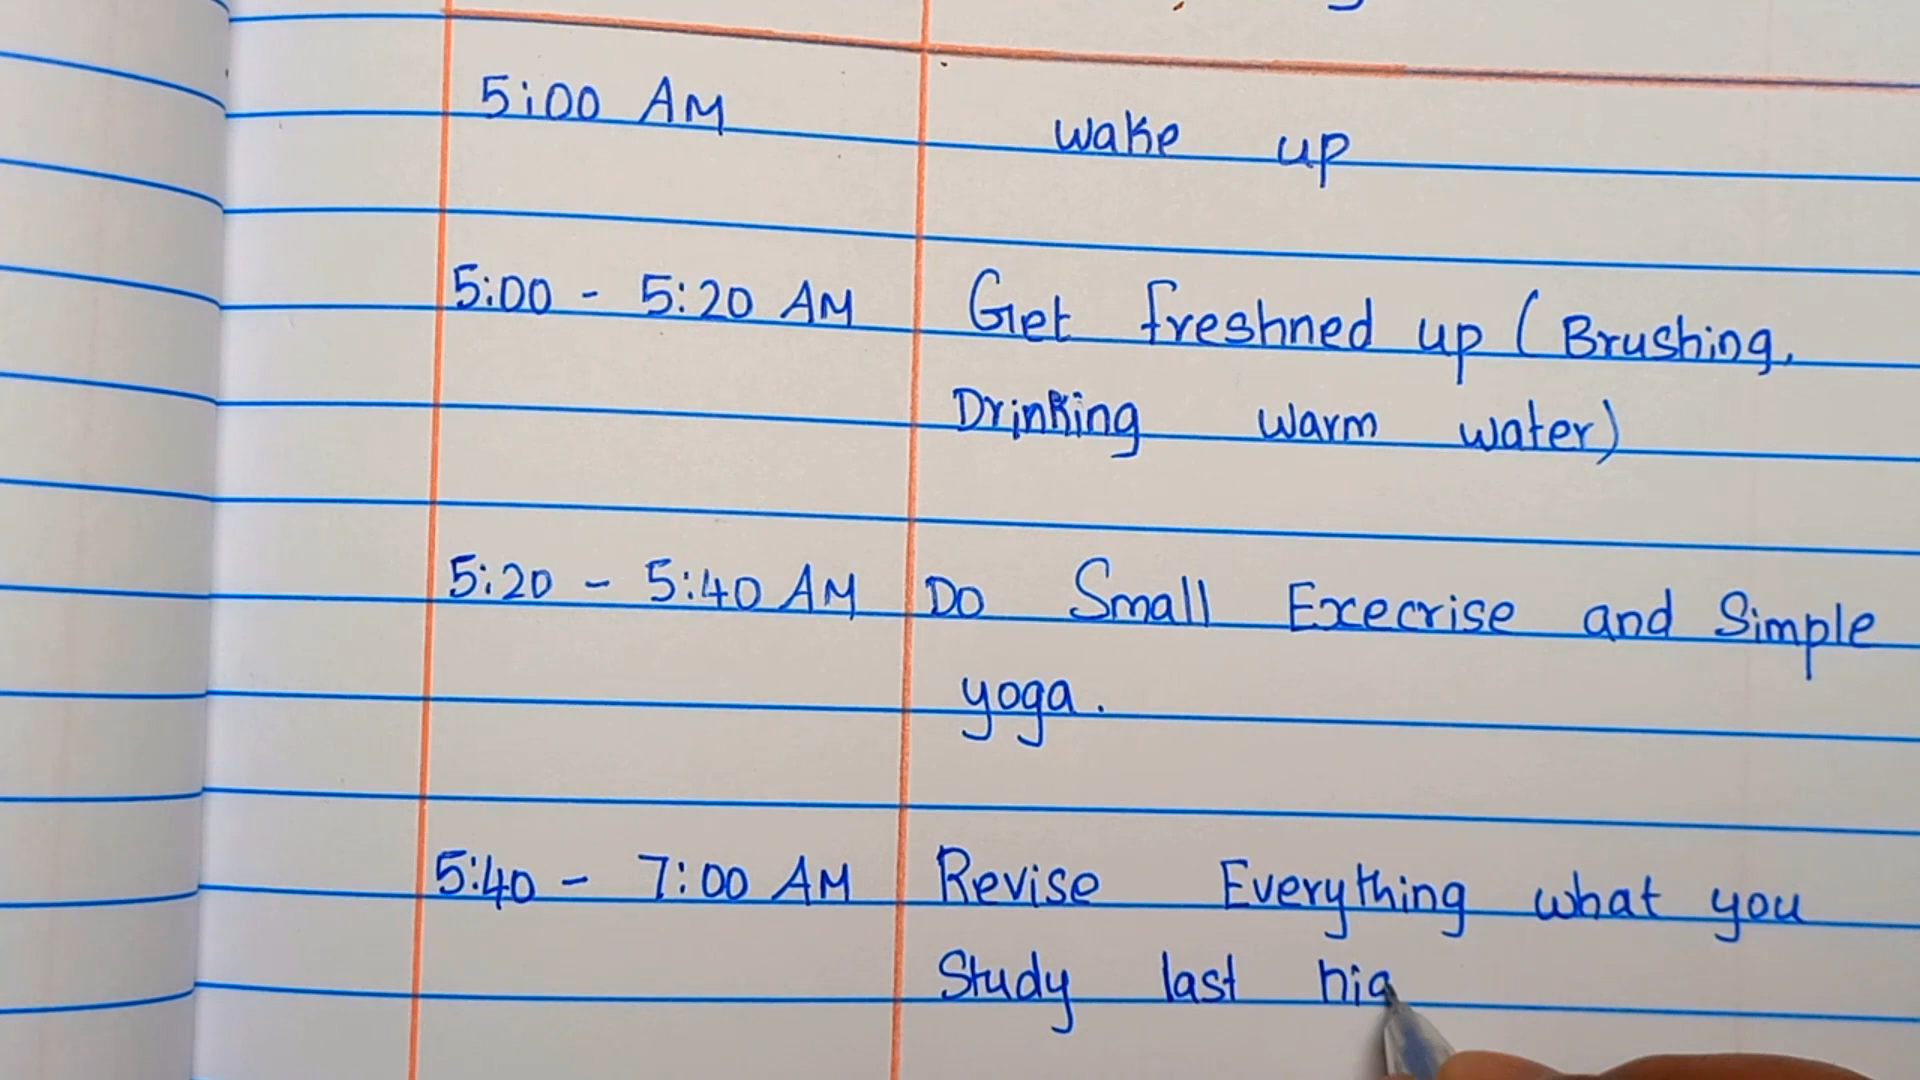 5:00 AM wake up
5:00 - 5:20 AM Get freshned up (Brushing,
Drinking warm water)
5:20 - 5:40 AM Do Small Execrise and Simple
yoga.
5:40 - 7:00 AM Revise Everything what you
Study last